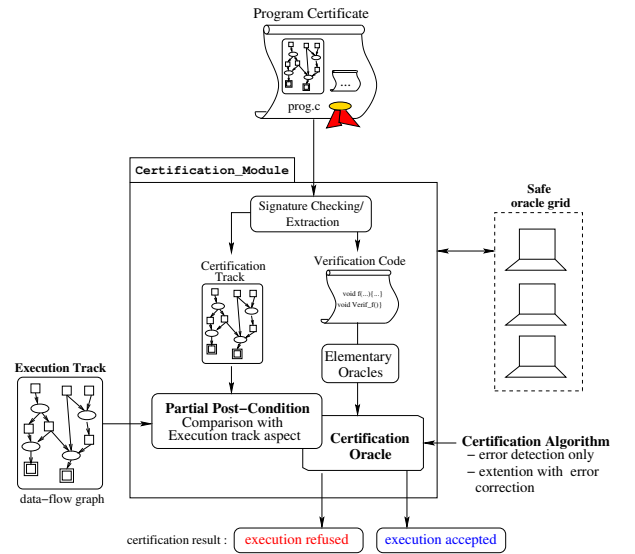 Program Certificate
...
prog.c
Certification_Module
Signature Checking/
Extraction
Safe
oracle grid
Certification
Track
Verification Code
void f(...){...}
void Verif_f()}
Elementary
Oracles
Execution Track
Partial Post−Condition
Comparison with
Execution track aspect
Certification
Oracle
Certification Algorithm
− error detection only
− extention with error
correction
data−flow graph
certification result :
execution refused
execution accepted